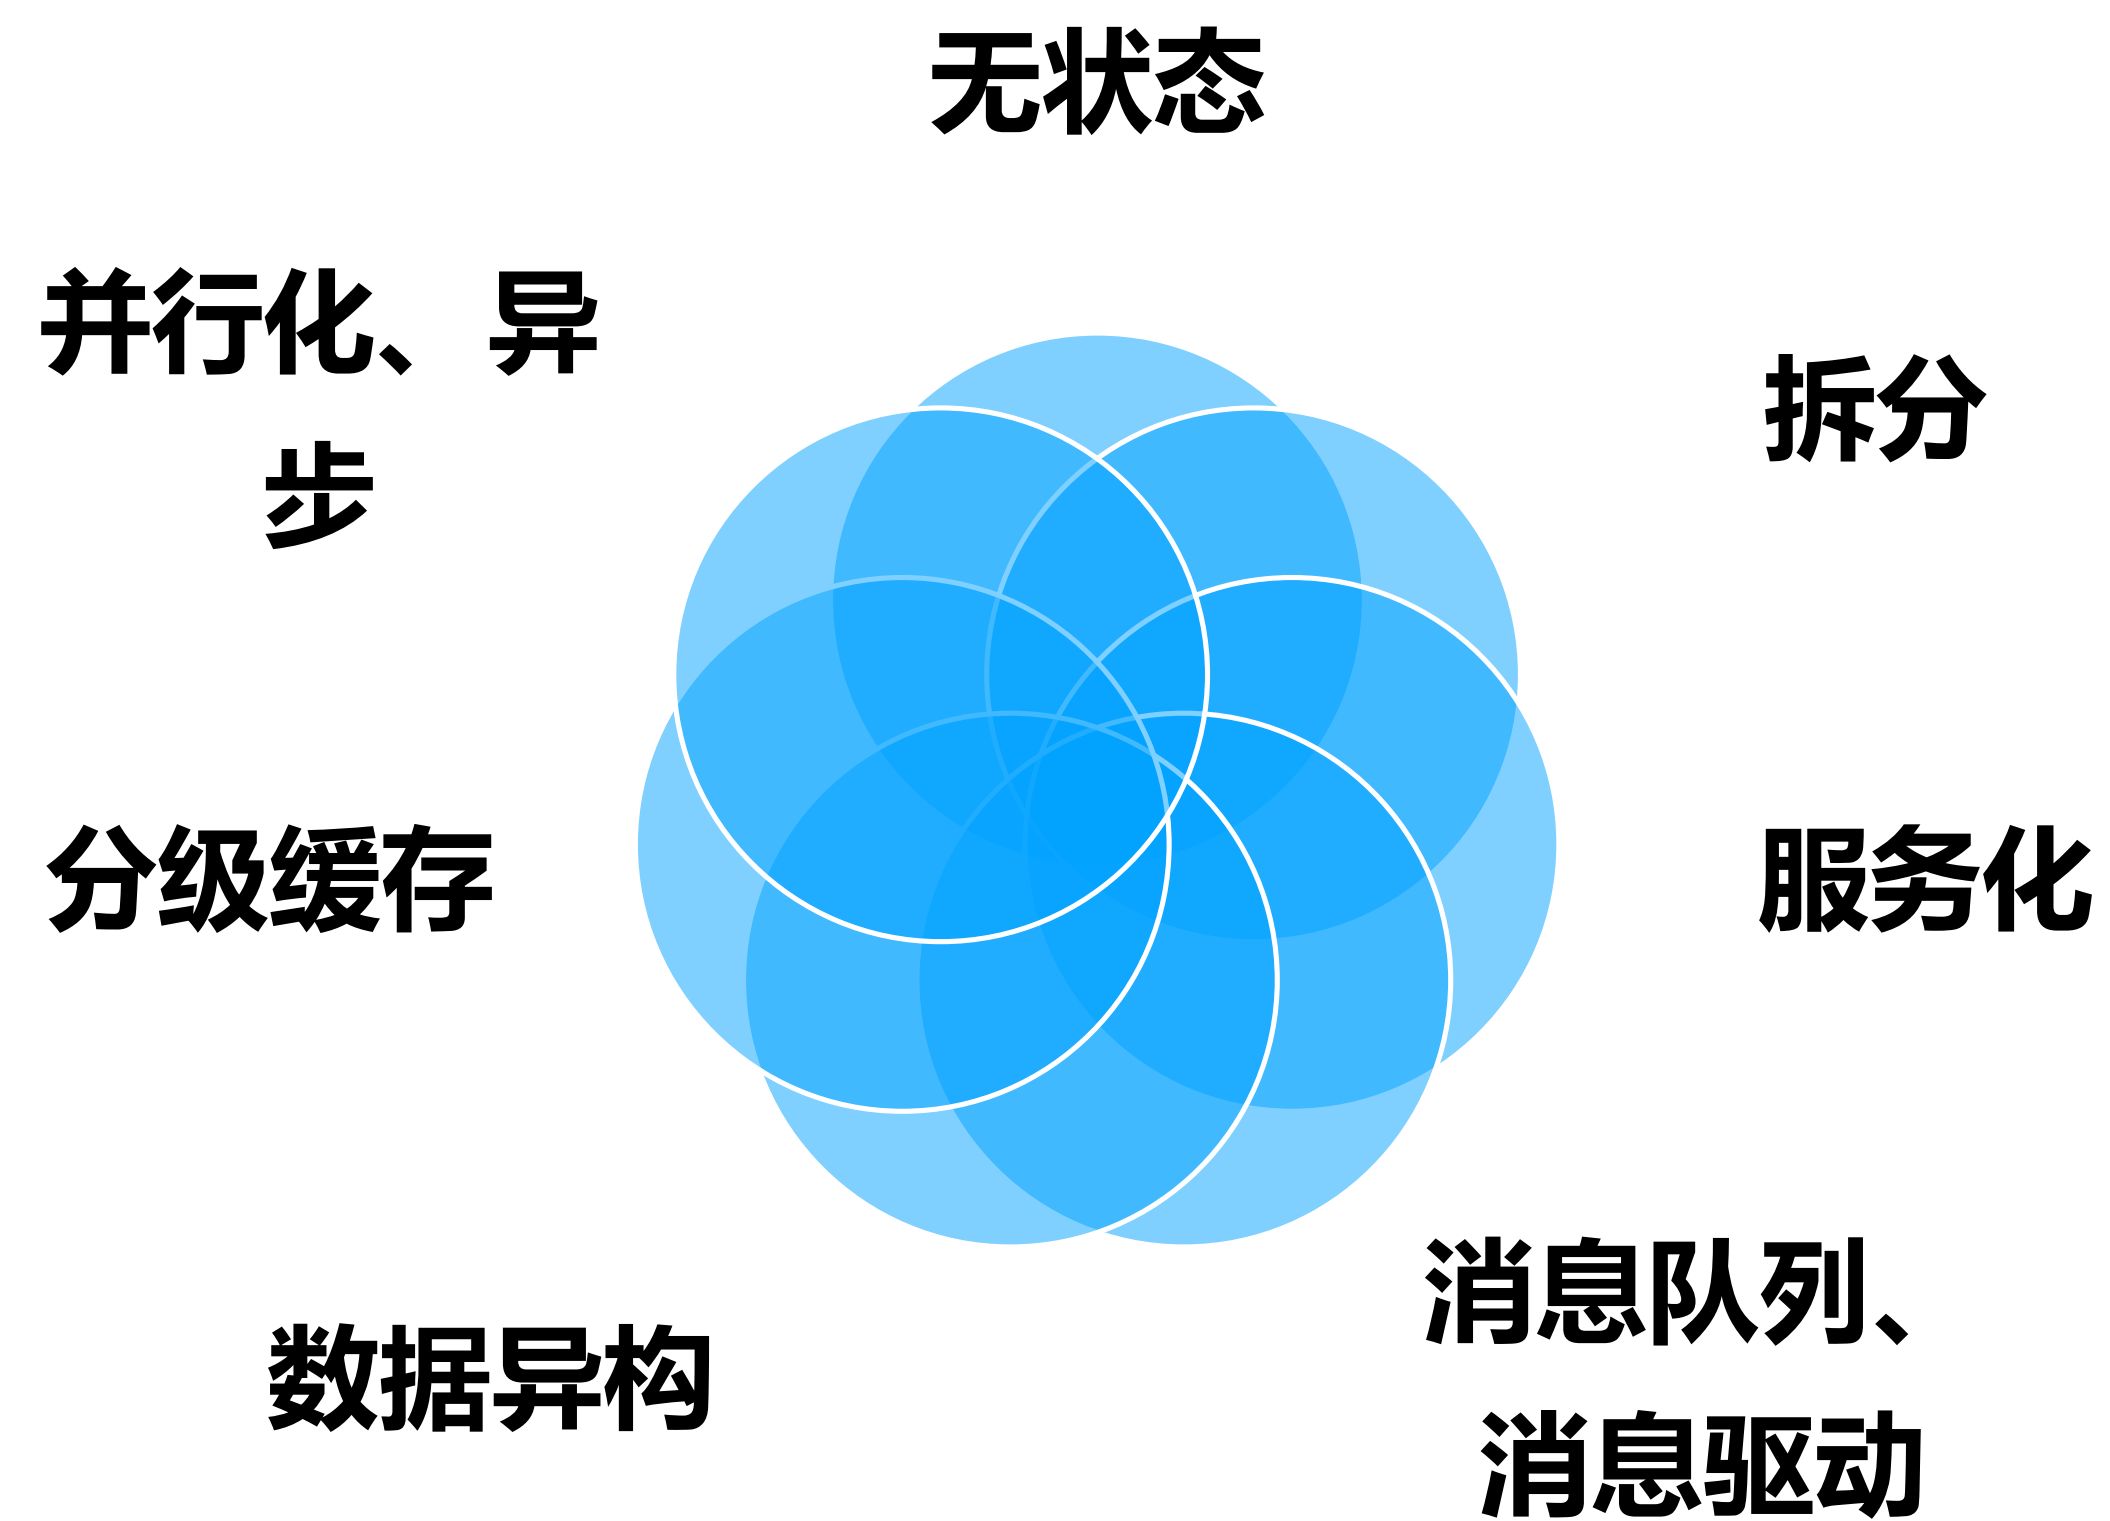 无状态
并行化、异
步
拆分
分级缓存
服务化
消息队列、
消息驱动
数据异构